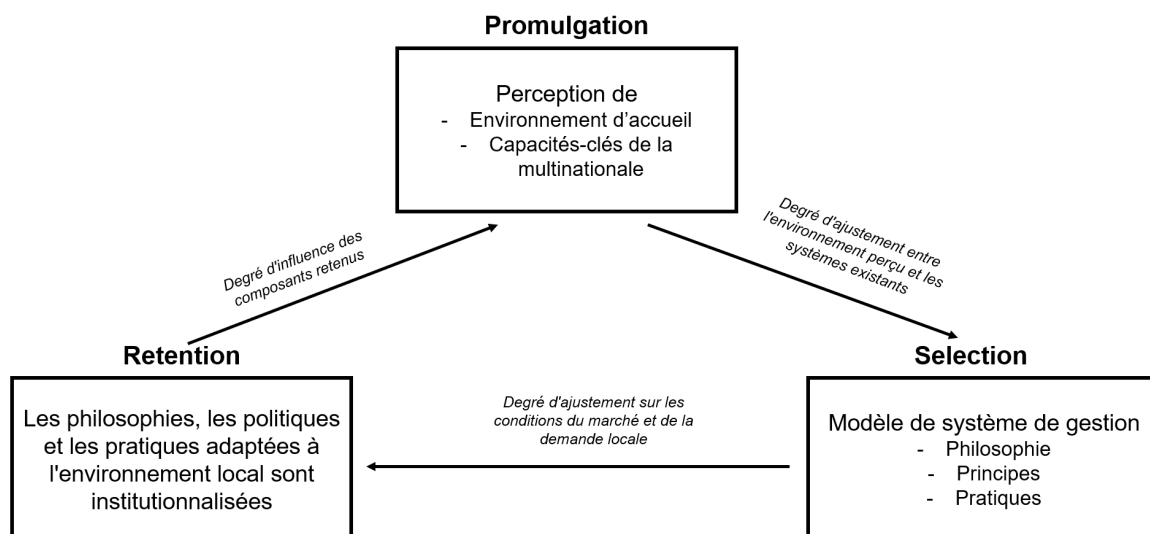 Promulgation
Perception de
- Environnement d'accueil
- Capacités-clés de la
multinationale
Degré d'influence des
composants retenus
Degré d'ajustement entre
l'environnement perçu et les
systèmes existants
Retention
Les philosophies, les politiques
et les pratiques adaptées à
l'environnement local sont
institutionnalisées
Degré d'ajustement sur les
conditions du marché et de la
demande locale
Selection
Modèle de système de gestion
- Philosophie
- Principes
- Pratiques